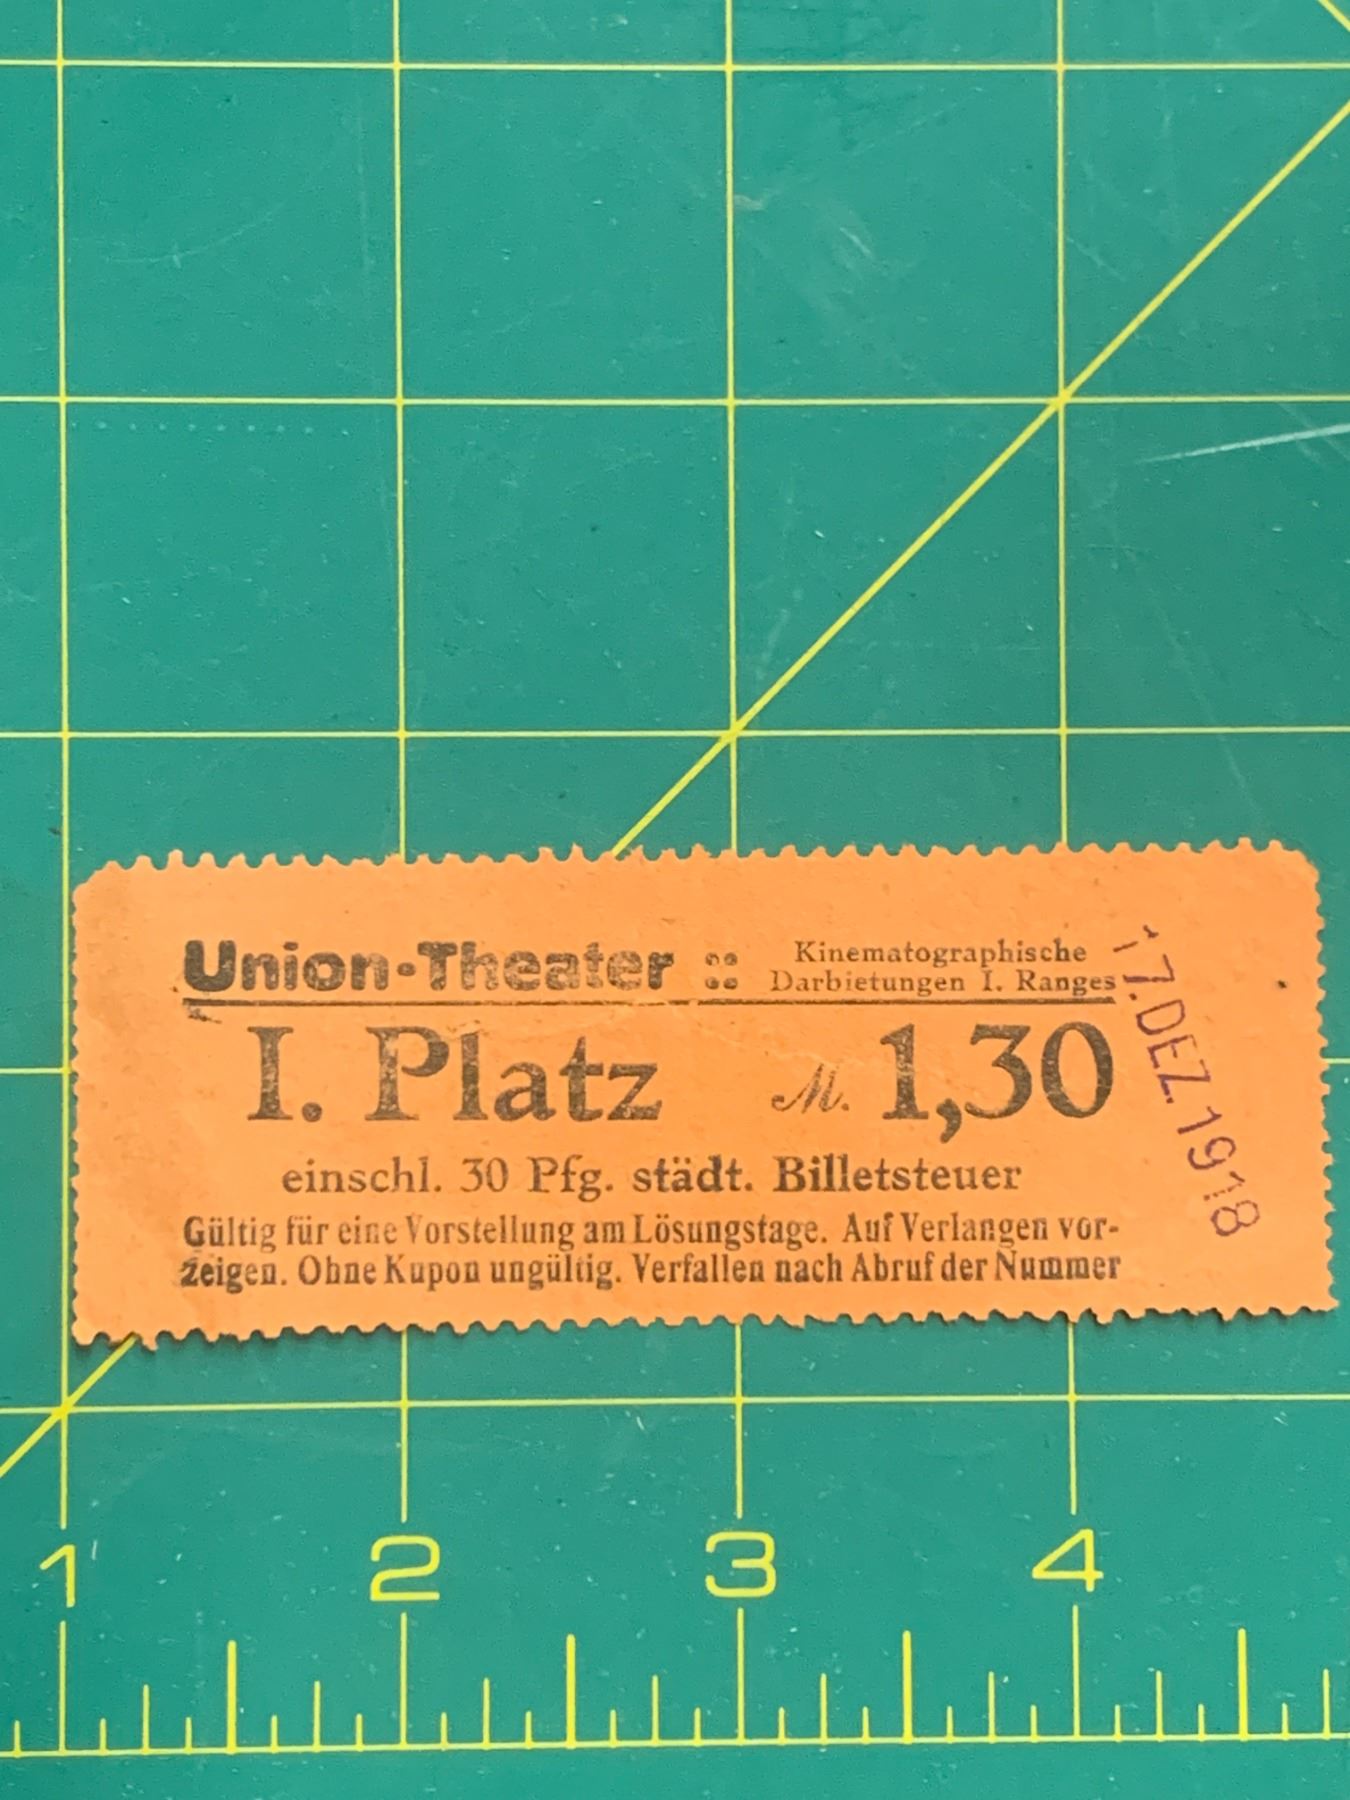 Union-Theater :: Kinematographische
Darbietungen I. Ranges
I. Platz M. 1,30
einschl. 30 Pfg. städt. Billetsteuer
Gültig für eine Vorstellung am Lösungstage. Auf Verlangen vor-
zeigen. Ohne Kupon ungültig. Verfallen nach Abruf der Nummer
17. DEZ. 1918
1 2 3 4